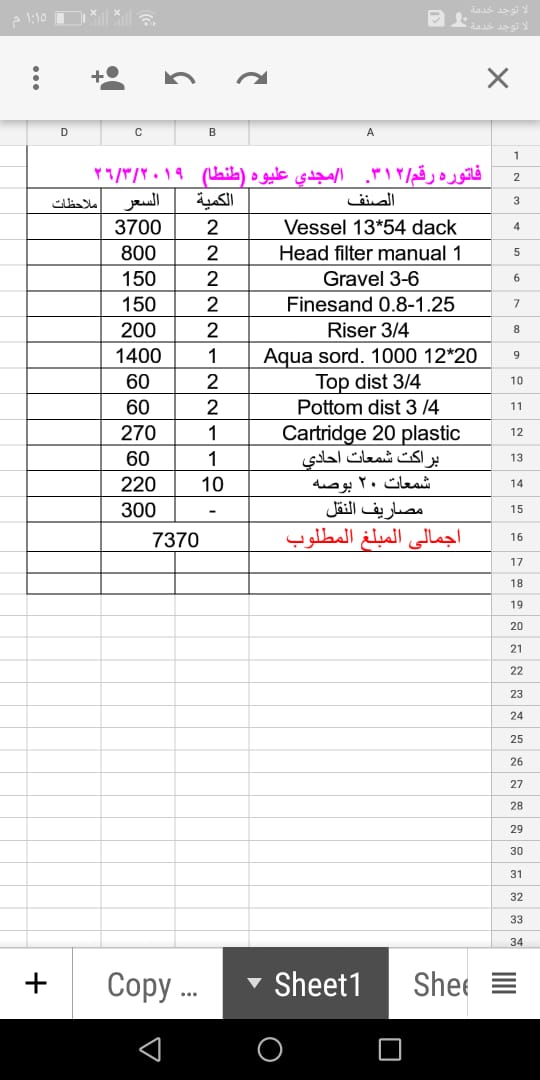 لا توجد خدمة
لا توجد خدمة
١:١٥ م
A B C D
1
2 فاتوره رقم/٣١٢. ا/مجدي عليوه (طنطا) ٢٦/٣/٢٠١٩
3 الصنف الكمية السعر ملاحظات
4 Vessel 13*54 dack 2 3700
5 Head filter manual 1 2 800
6 Gravel 3-6 2 150
7 Finesand 0.8-1.25 2 150
8 Riser 3/4 2 200
9 Aqua sord. 1000 12*20 1 1400
10 Top dist 3/4 2 60
11 Pottom dist 3 /4 2 60
12 Cartridge 20 plastic 1 270
13 براكت شمعات احادي 1 60
14 شمعات ٢٠ بوصه 10 220
15 مصاريف النقل - 300
16 اجمالي المبلغ المطلوب 7370
17
18
19
20
21
22
23
24
25
26
27
28
29
30
31
32
33
34
+ Copy ... Sheet1 Shee